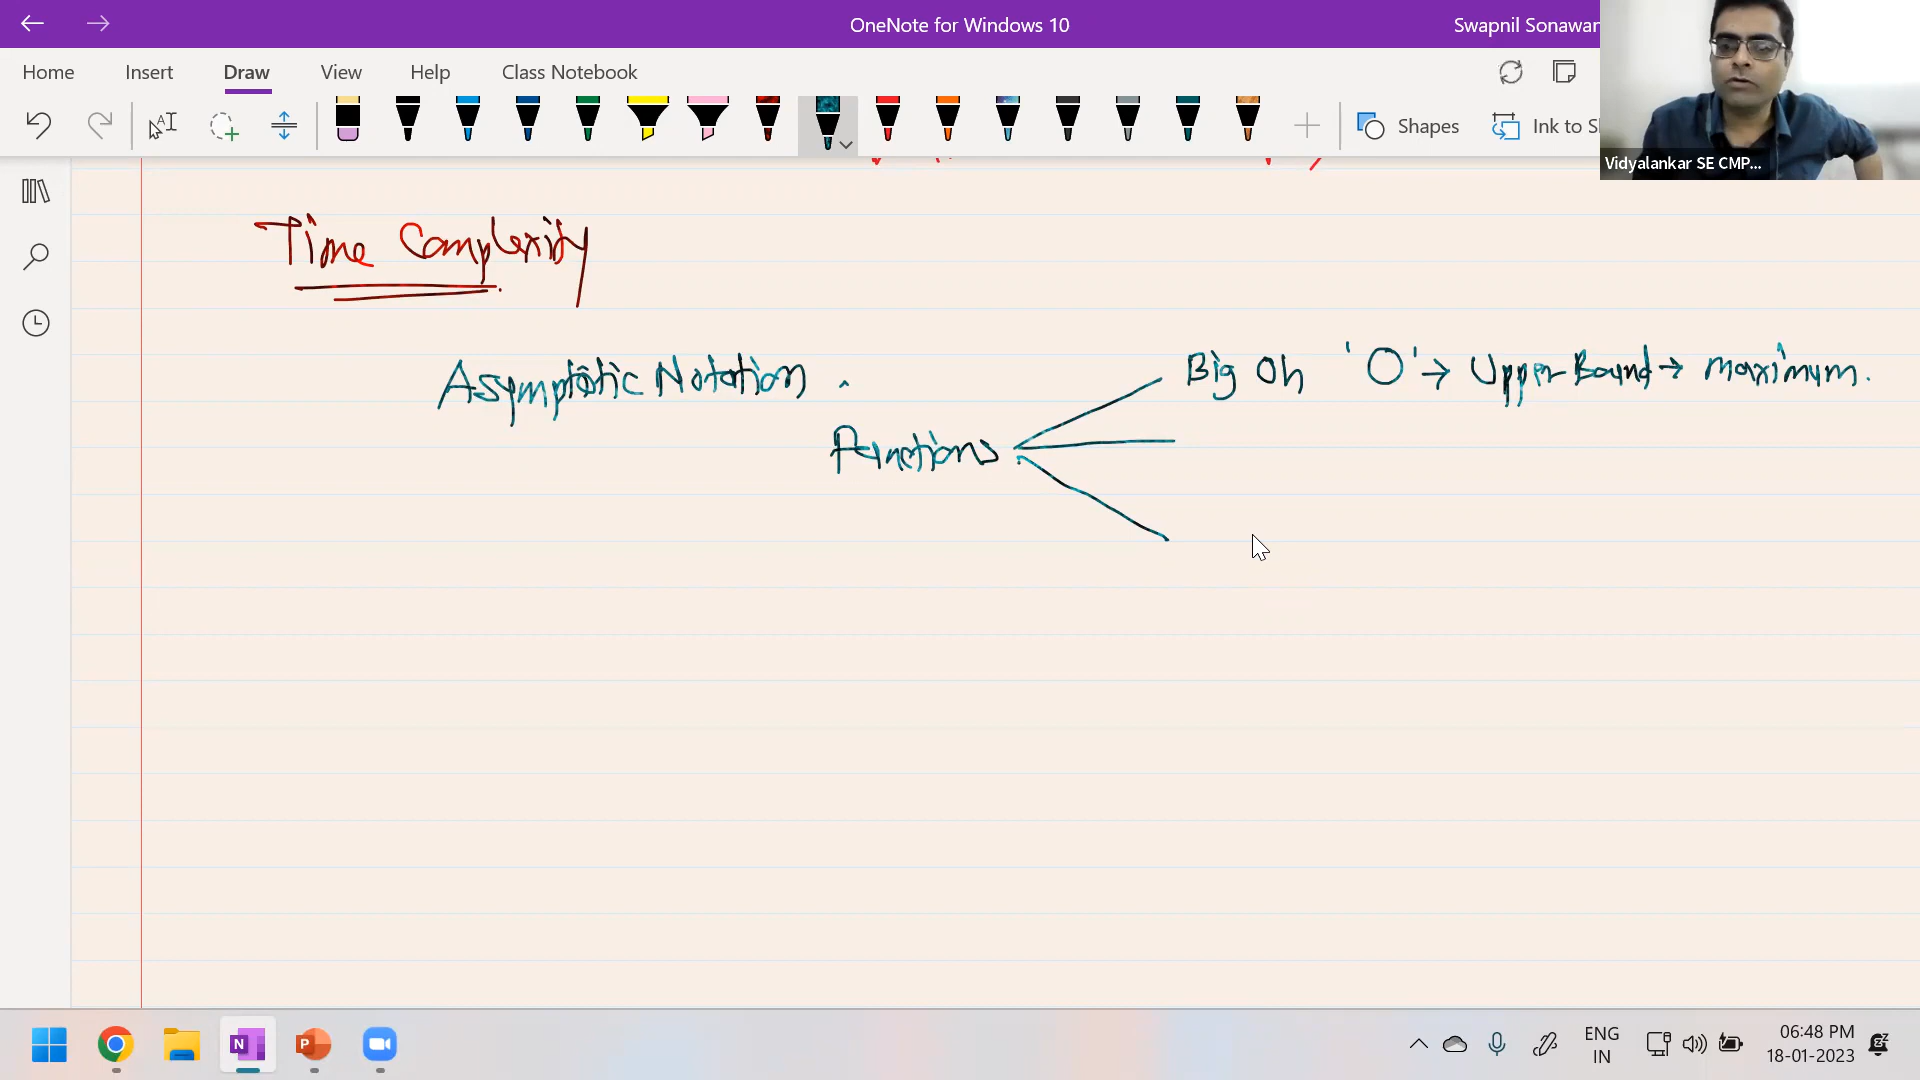 OneNote for Windows 10
Swapnil Sonawan
Home Insert Draw View Help Class Notebook
Shapes Ink to S
Vidyalankar SE CMP...
Time Complexity
Asymptotic Notation .
Big Oh 'O' → Upper Bound → maximum.
Functions
ENG
IN
06:48 PM
18-01-2023